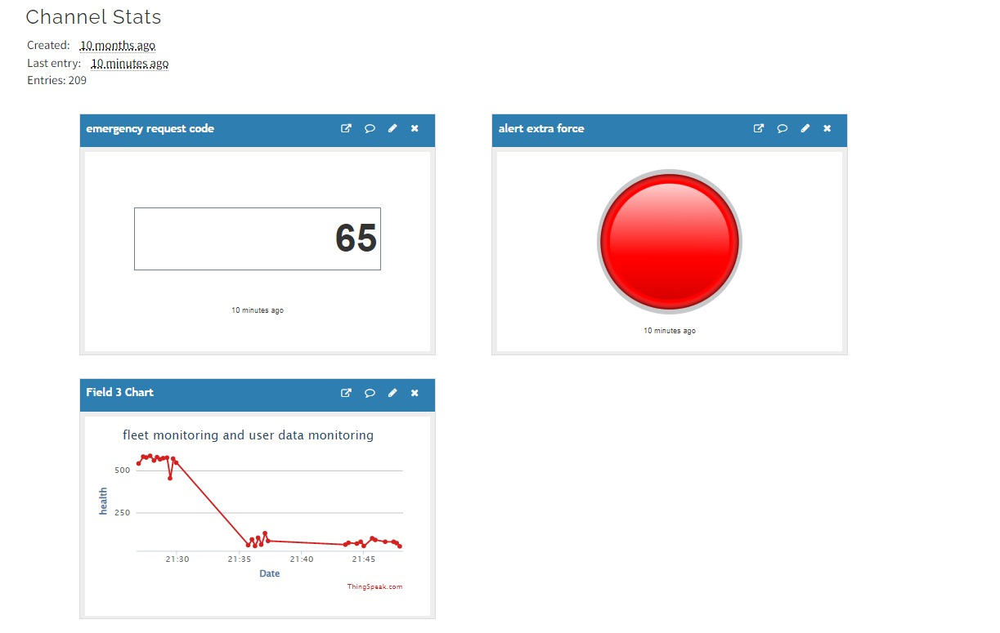 Channel Stats
Created: 10 months ago
Last entry: 10 minutes ago
Entries: 209
emergency request code
65
10 minutes ago
alert extra force
10 minutes ago
Field 3 Chart
fleet monitoring and user data monitoring
health
500
250
21:30 21:35 21:40 21:45
Date
ThingSpeak.com